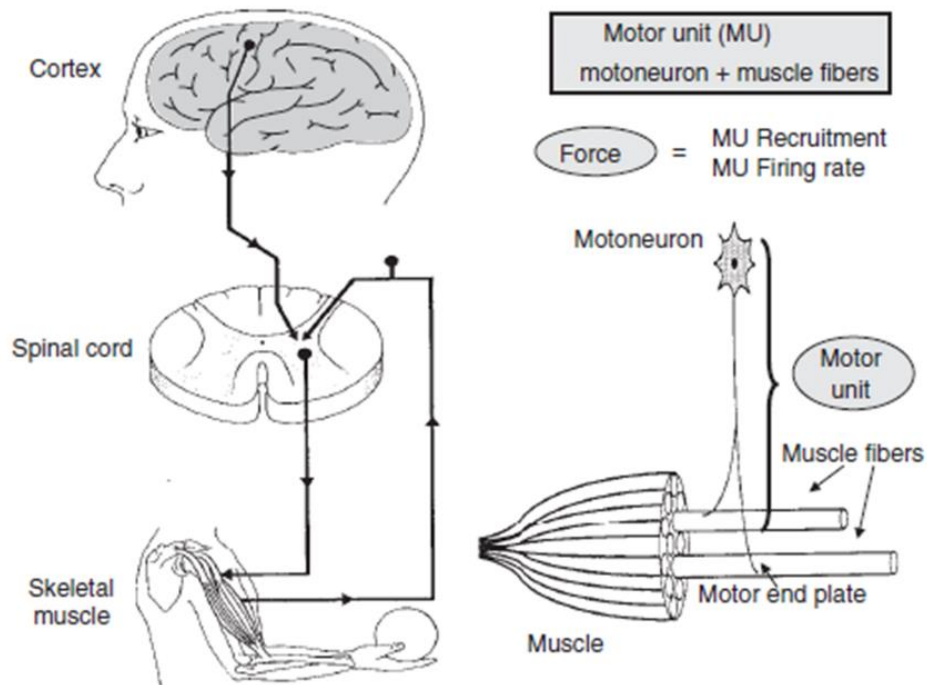 Cortex
Spinal cord
Skeletal
muscle
Motor unit (MU)
motoneuron + muscle fibers
Force = MU Recruitment
MU Firing rate
Motoneuron
Motor
unit
Muscle fibers
Motor end plate
Muscle